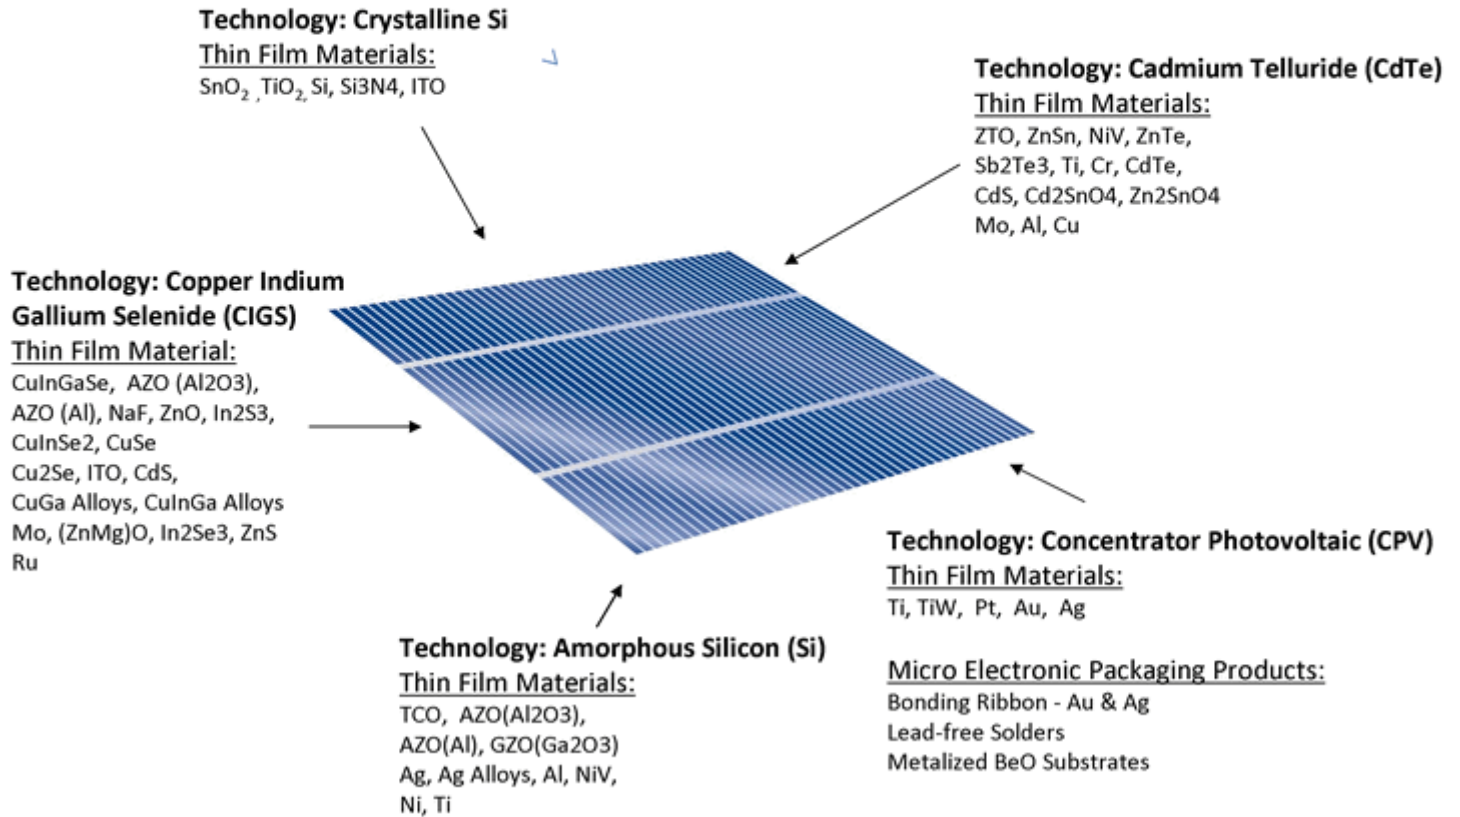 Technology: Crystalline Si
Thin Film Materials:
SnO₂ ,TiO₂, Si, Si3N4, ITO
Technology: Cadmium Telluride (CdTe)
Thin Film Materials:
ZTO, ZnSn, NiV, ZnTe,
Sb2Te3, Ti, Cr, CdTe,
CdS, Cd2SnO4, Zn2SnO4
Mo, Al, Cu
Technology: Copper Indium
Gallium Selenide (CIGS)
Thin Film Material:
CuInGaSe, AZO (Al2O3),
AZO (Al), NaF, ZnO, In2S3,
CuInSe2, CuSe
Cu2Se, ITO, CdS,
CuGa Alloys, CuInGa Alloys
Mo, (ZnMg)O, In2Se3, ZnS
Ru
Technology: Concentrator Photovoltaic (CPV)
Thin Film Materials:
Ti, TiW, Pt, Au, Ag
Micro Electronic Packaging Products:
Bonding Ribbon - Au & Ag
Lead-free Solders
Metalized BeO Substrates
Technology: Amorphous Silicon (Si)
Thin Film Materials:
TCO, AZO(Al2O3),
AZO(Al), GZO(Ga2O3)
Ag, Ag Alloys, Al, NiV,
Ni, Ti